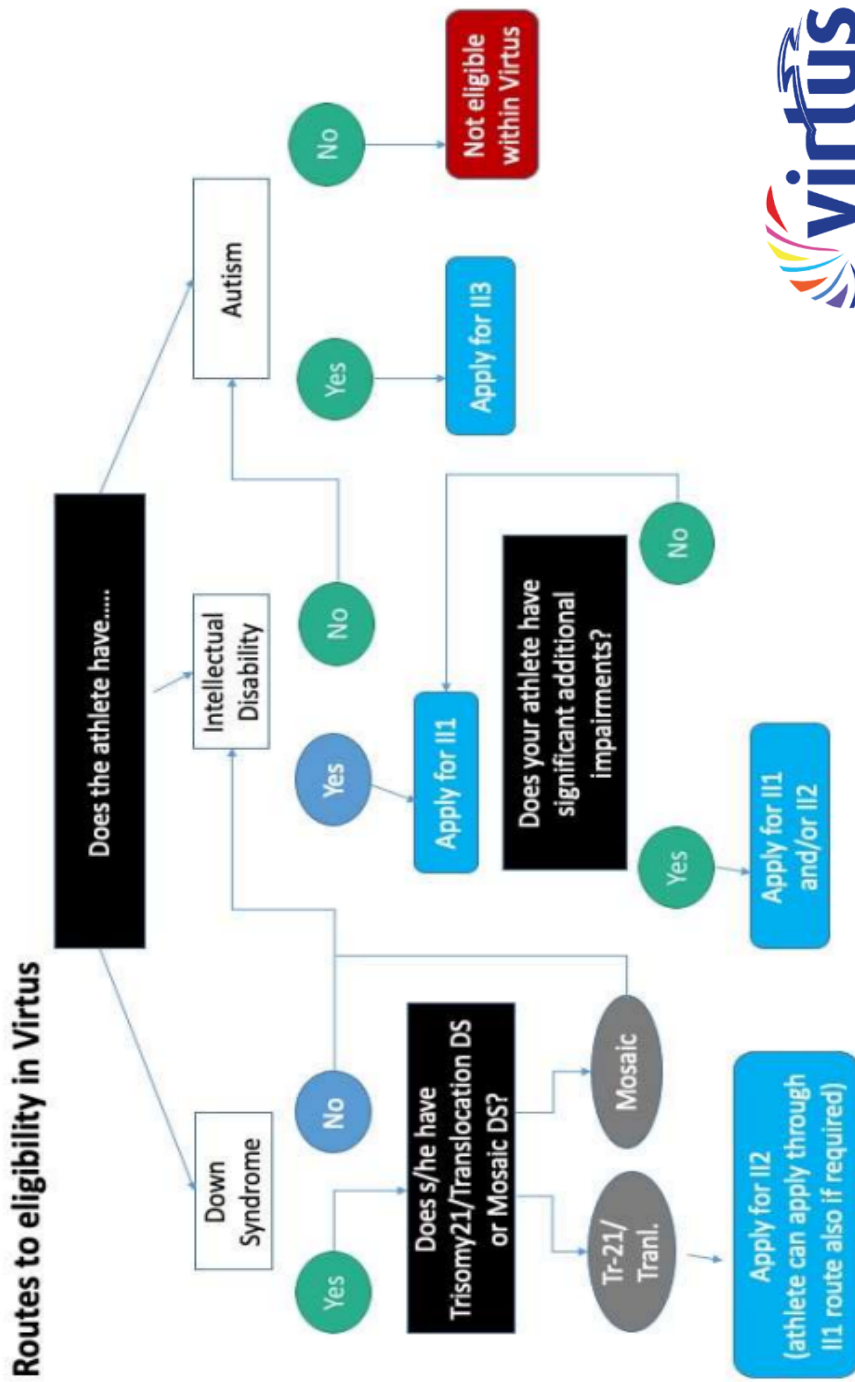 Routes to eligibility in Virtus
Does the athlete have.....
Down
Syndrome
Intellectual
Disability
Autism
Yes
No
Yes
No
Yes
No
Does s/he have
Trisomy21/Translocation DS
or Mosaic DS?
Apply for II1
Apply for II3
Not eligible
within Virtus
Tr-21/
Tranl.
Mosaic
Does your athlete have
significant additional
impairments?
Yes
No
Apply for II2
(athlete can apply through
II1 route also if required)
Apply for II1
and/or II2
virtus